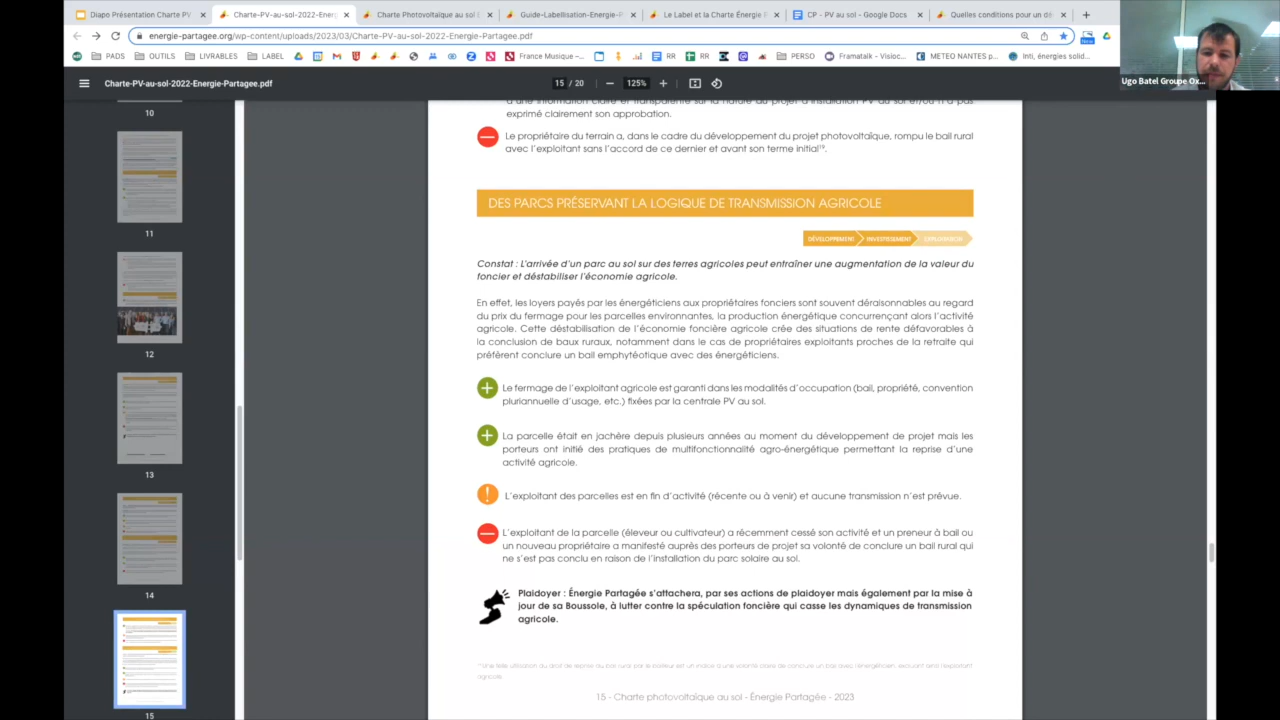 Diapo Présentation Charte PV
Charte-PV-au-sol-2022-Energ
Charte Photovoltaïque au sol
Guide-Labellisation-Energie-P
Le Label et la Charte Énergie P
CP - PV au sol - Google Docs
Quelles conditions pour un dé
energie-partagee.org/wp-content/uploads/2023/03/Charte-PV-au-sol-2022-Energie-Partagee.pdf
PADS
OUTILS
LIVRABLES
LABEL
France Musique –...
RR
RR
PERSO
Framatalk - Visioc...
METEO NANTES p
Inti, énergies solid...
Ugo Batel Groupe Ox...
Charte-PV-au-sol-2022-Energie-Partagee.pdf
15 / 20
125%
10
11
12
13
14
15
à une information claire et transparente sur la nature du projet d'installation PV au sol et/ou n'a pas
exprimé clairement son approbation.
Le propriétaire du terrain a, dans le cadre du développement du projet photovoltaïque, rompu le bail rural
avec l'exploitant sans l'accord de ce dernier et avant son terme initial¹⁹.
DES PARCS PRÉSERVANT LA LOGIQUE DE TRANSMISSION AGRICOLE
DÉVELOPPEMENT INVESTISSEMENT EXPLOITATION
Constat : L'arrivée d'un parc au sol sur des terres agricoles peut entraîner une augmentation de la valeur du
foncier et déstabiliser l'économie agricole.
En effet, les loyers payés par les énergéticiens aux propriétaires fonciers sont souvent déraisonnables au regard
du prix du fermage pour les parcelles environnantes, la production énergétique concurrençant alors l'activité
agricole. Cette déstabilisation de l'économie foncière agricole crée des situations de rente défavorables à
la conclusion de baux ruraux, notamment dans le cas de propriétaires exploitants proches de la retraite qui
préfèrent conclure un bail emphytéotique avec des énergéticiens.
Le fermage de l'exploitant agricole est garanti dans les modalités d'occupation (bail, propriété, convention
pluriannuelle d'usage, etc.) fixées par la centrale PV au sol.
La parcelle était en jachère depuis plusieurs années au moment du développement de projet mais les
porteurs ont initié des pratiques de multifonctionnalité agro-énergétique permettant la reprise d'une
activité agricole.
L'exploitant des parcelles est en fin d'activité (récente ou à venir) et aucune transmission n'est prévue.
L'exploitant de la parcelle (éleveur ou cultivateur) a récemment cessé son activité et un preneur à bail ou
un nouveau propriétaire a manifesté auprès des porteurs de projet sa volonté de conclure un bail rural qui
ne s'est pas conclu en raison de l'installation du parc solaire au sol.
Plaidoyer : Énergie Partagée s'attachera, par ses actions de plaidoyer mais également par la mise à
jour de sa Boussole, à lutter contre la spéculation foncière qui casse les dynamiques de transmission
agricole.
15 - Charte photovoltaïque au sol - Énergie Partagée - 2023